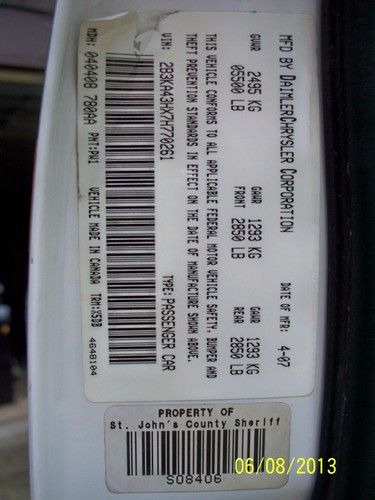 MFD BY DAIMLERCHRYSLER CORPORATION DATE OF MFR: 4-07
GVWR 2495 KG GAWR 1293 KG GAWR 1293 KG
05500 LB FRONT 2850 LB REAR 2850 LB
THIS VEHICLE CONFORMS TO ALL APPLICABLE FEDERAL MOTOR VEHICLE SAFETY, BUMPER AND
THEFT PREVENTION STANDARDS IN EFFECT ON THE DATE OF MANUFACTURE SHOWN ABOVE.
VIN: 2B3KA43HX7H770261 TYPE: PASSENGER CAR
MDH: 040408 780AA PNT: PW1 VEHICLE MADE IN CANADA TRM: X5DB
4648104
PROPERTY OF
St. John's County Sheriff
S08406
06/08/2013